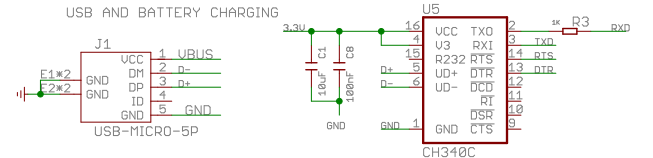 USB AND BATTERY CHARGING
J1
VCC 1 VBUS
E1*2 GND DM 2 D-
E2*2 GND DP 3 D+
ID 4
GND 5 GND
USB-MICRO-5P
3.3V
C1
10uF
C8
100nF
GND
U5
16 VCC TXO 2 1K R3 RXD
4 V3 RXI 3 TXD
15 R232 RTS 14 RTS
D+ 5 UD+ DTR 13 DTR
D- 6 UD- DCD 12
RI 11
DSR 10
GND 1 GND CTS 9
CH340C